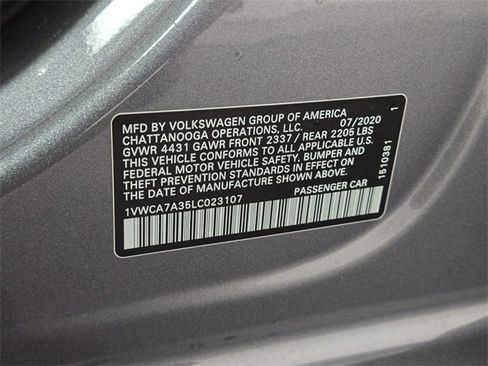 MFD BY VOLKSWAGEN GROUP OF AMERICA
CHATTANOOGA OPERATIONS, LLC. 07/2020
GVWR 4431 GAWR FRONT 2337 / REAR 2205 LBS
THIS VEHICLE CONFORMS TO ALL APPLICABLE U.S.
FEDERAL MOTOR VEHICLE SAFETY, BUMPER AND
THEFT PREVENTION STANDARDS IN EFFECT ON THE
DATE OF MANUFACTURE SHOWN ABOVE
1VWCA7A35LC023107 PASSENGER CAR
1610381 1